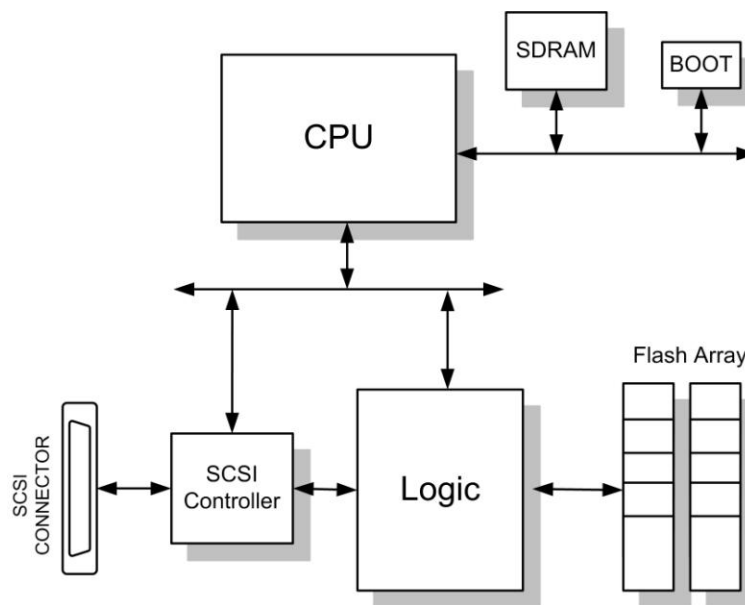 SDRAM
BOOT
CPU
Flash Array
SCSI
CONNECTOR
SCSI
Controller
Logic